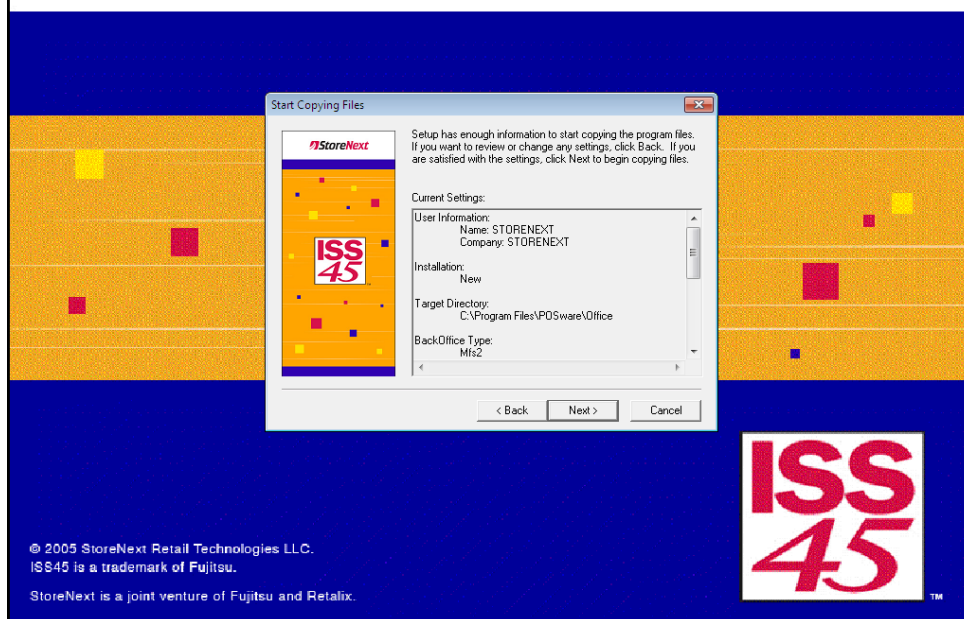 Start Copying Files
StoreNext
ISS
45
Setup has enough information to start copying the program files.
If you want to review or change any settings, click Back. If you
are satisfied with the settings, click Next to begin copying files.
Current Settings:
User Information:
Name: STORENEXT
Company: STORENEXT
Installation:
New
Target Directory:
C:\Program Files\POSware\Office
BackOffice Type:
Mfs2
< Back
Next >
Cancel
ISS
45
TM
© 2005 StoreNext Retail Technologies LLC.
ISS45 is a trademark of Fujitsu.
StoreNext is a joint venture of Fujitsu and Retalix.